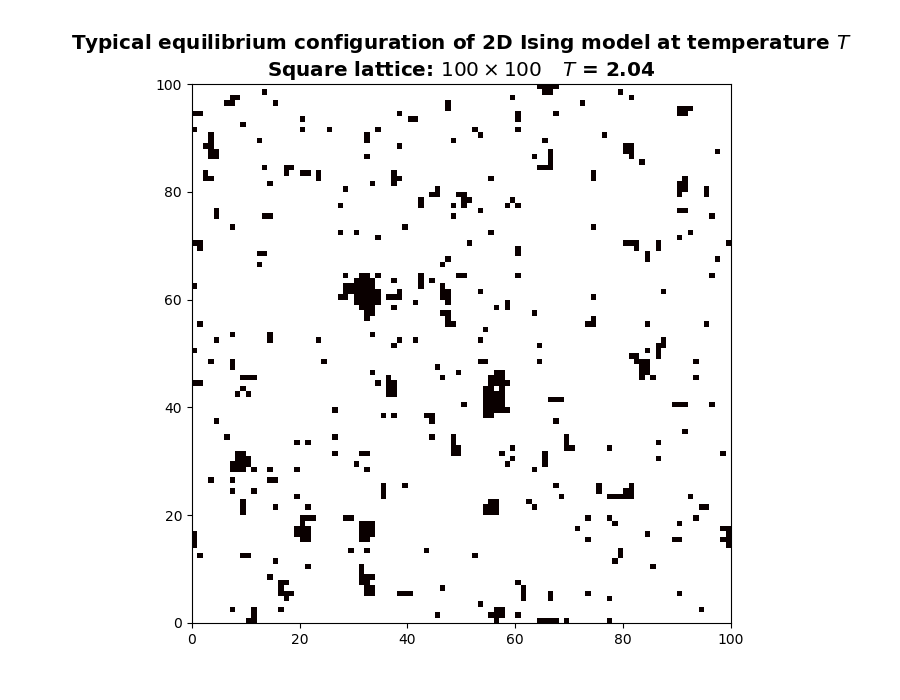 Typical equilibrium configuration of 2D Ising model at temperature T
Square lattice: 100 × 100 T = 2.04
100
80
60
40
20
0
0 20 40 60 80 100